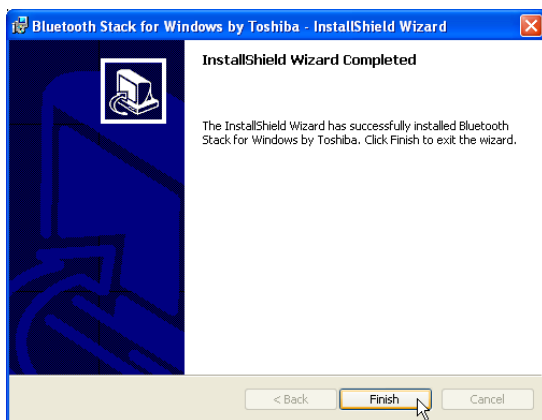 Bluetooth Stack for Windows by Toshiba - InstallShield Wizard
InstallShield Wizard Completed
The InstallShield Wizard has successfully installed Bluetooth
Stack for Windows by Toshiba. Click Finish to exit the wizard.
< Back
Finish
Cancel